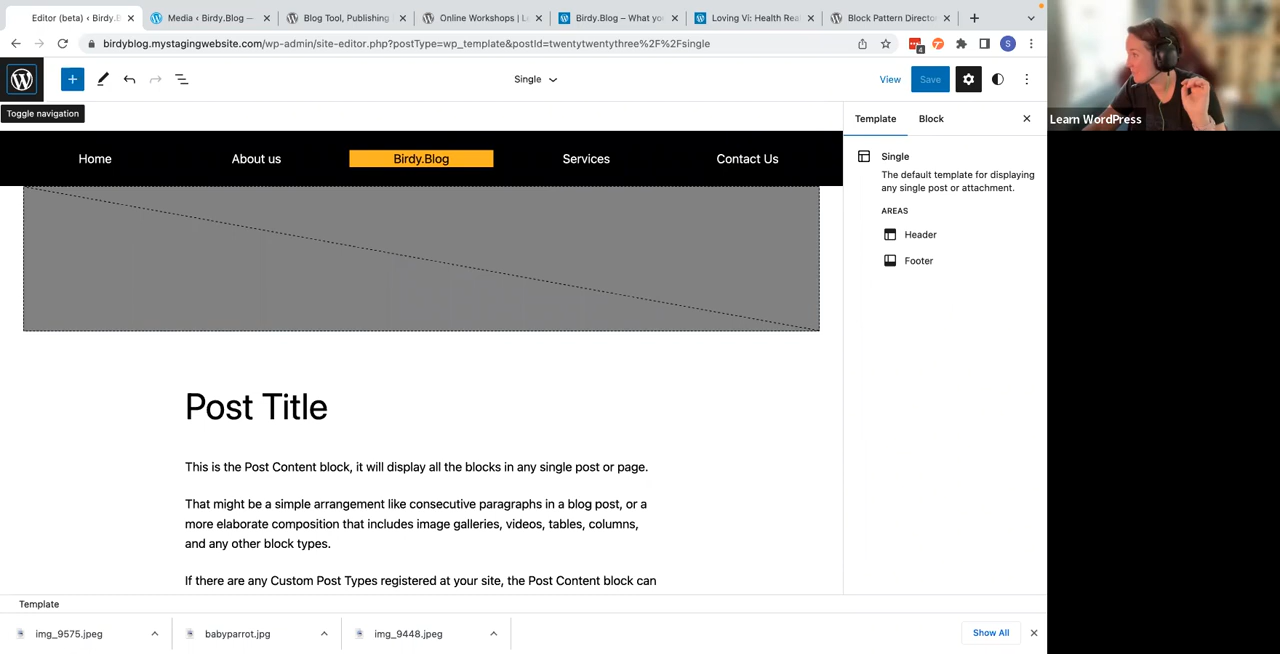 Editor (beta) ‹ Birdy.B
Media ‹ Birdy.Blog —
Blog Tool, Publishing
Online Workshops | L
Birdy.Blog – What yo
Loving Vi: Health Rea
Block Pattern Director
birdyblog.mystagingwebsite.com/wp-admin/site-editor.php?postType=wp_template&postId=twentytwentythree%2F%2Fsingle
4
S
Single
View
Save
Toggle navigation
Learn WordPress
Template
Block
Home
About us
Birdy.Blog
Services
Contact Us
Single
The default template for displaying
any single post or attachment.
AREAS
Header
Footer
Post Title
This is the Post Content block, it will display all the blocks in any single post or page.
That might be a simple arrangement like consecutive paragraphs in a blog post, or a
more elaborate composition that includes image galleries, videos, tables, columns,
and any other block types.
If there are any Custom Post Types registered at your site, the Post Content block can
Template
img_9575.jpeg
babyparrot.jpg
img_9448.jpeg
Show All